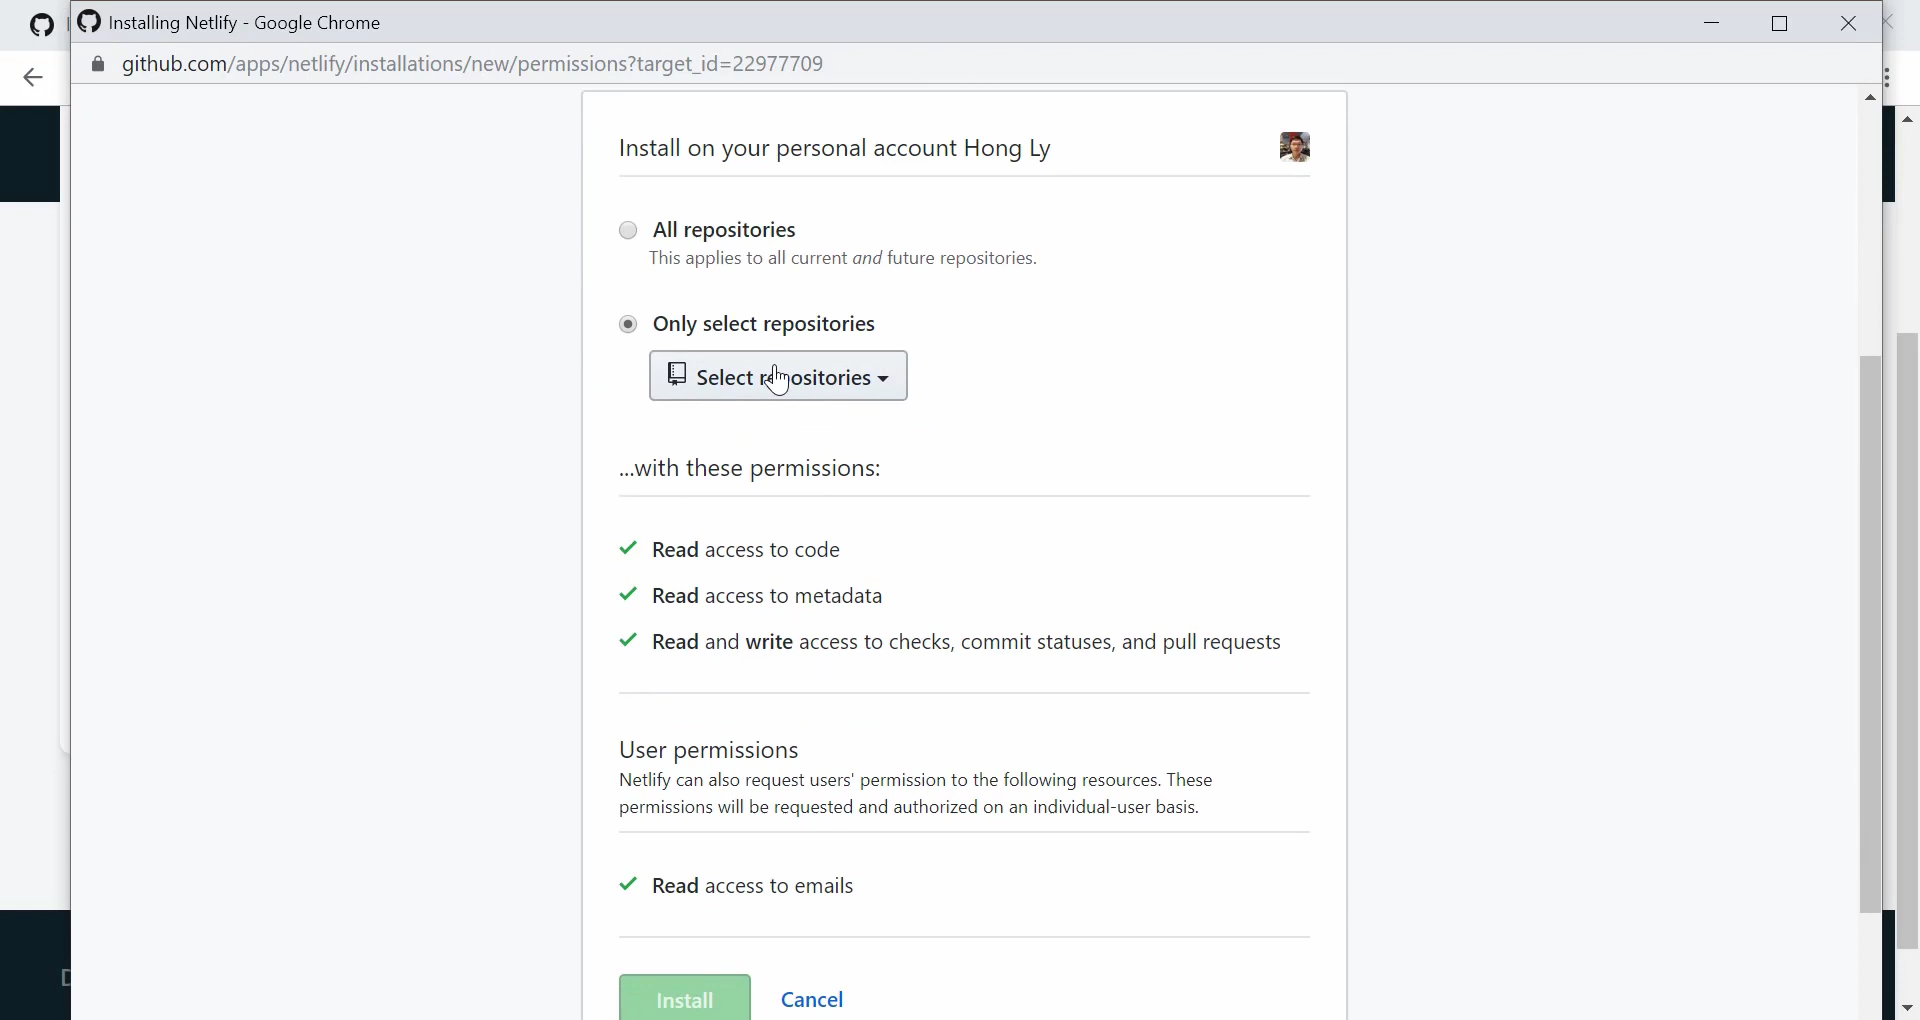 Installing Netlify - Google Chrome
github.com/apps/netlify/installations/new/permissions?target_id=22977709
Install on your personal account Hong Ly
All repositories
This applies to all current and future repositories.
Only select repositories
Select repositories
...with these permissions:
Read access to code
Read access to metadata
Read and write access to checks, commit statuses, and pull requests
User permissions
Netlify can also request users' permission to the following resources. These
permissions will be requested and authorized on an individual-user basis.
Read access to emails
Install Cancel